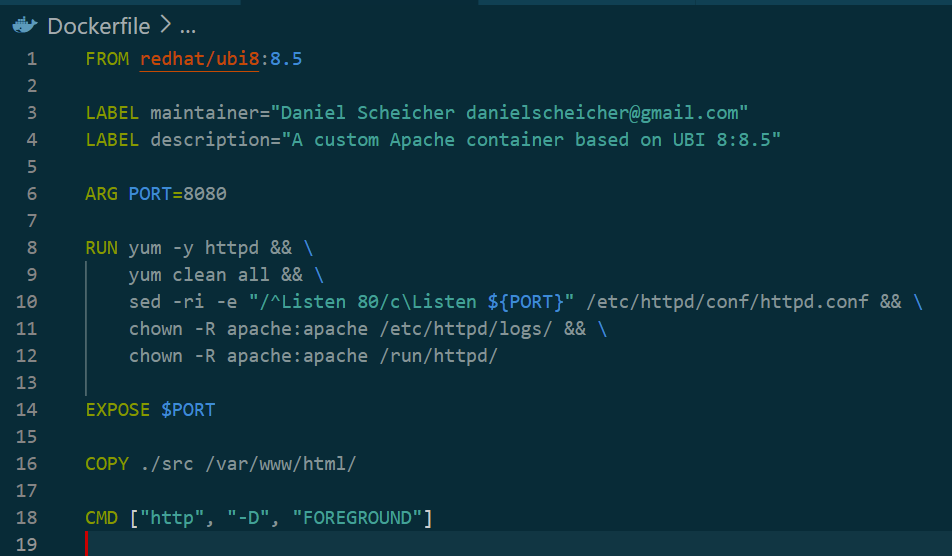 Dockerfile > ...
1 FROM redhat/ubi8:8.5
2
3 LABEL maintainer="Daniel Scheicher danielscheicher@gmail.com"
4 LABEL description="A custom Apache container based on UBI 8:8.5"
5
6 ARG PORT=8080
7
8 RUN yum -y httpd && \
9 yum clean all && \
10 sed -ri -e "/^Listen 80/c\Listen ${PORT}" /etc/httpd/conf/httpd.conf && \
11 chown -R apache:apache /etc/httpd/logs/ && \
12 chown -R apache:apache /run/httpd/
13
14 EXPOSE $PORT
15
16 COPY ./src /var/www/html/
17
18 CMD ["http", "-D", "FOREGROUND"]
19